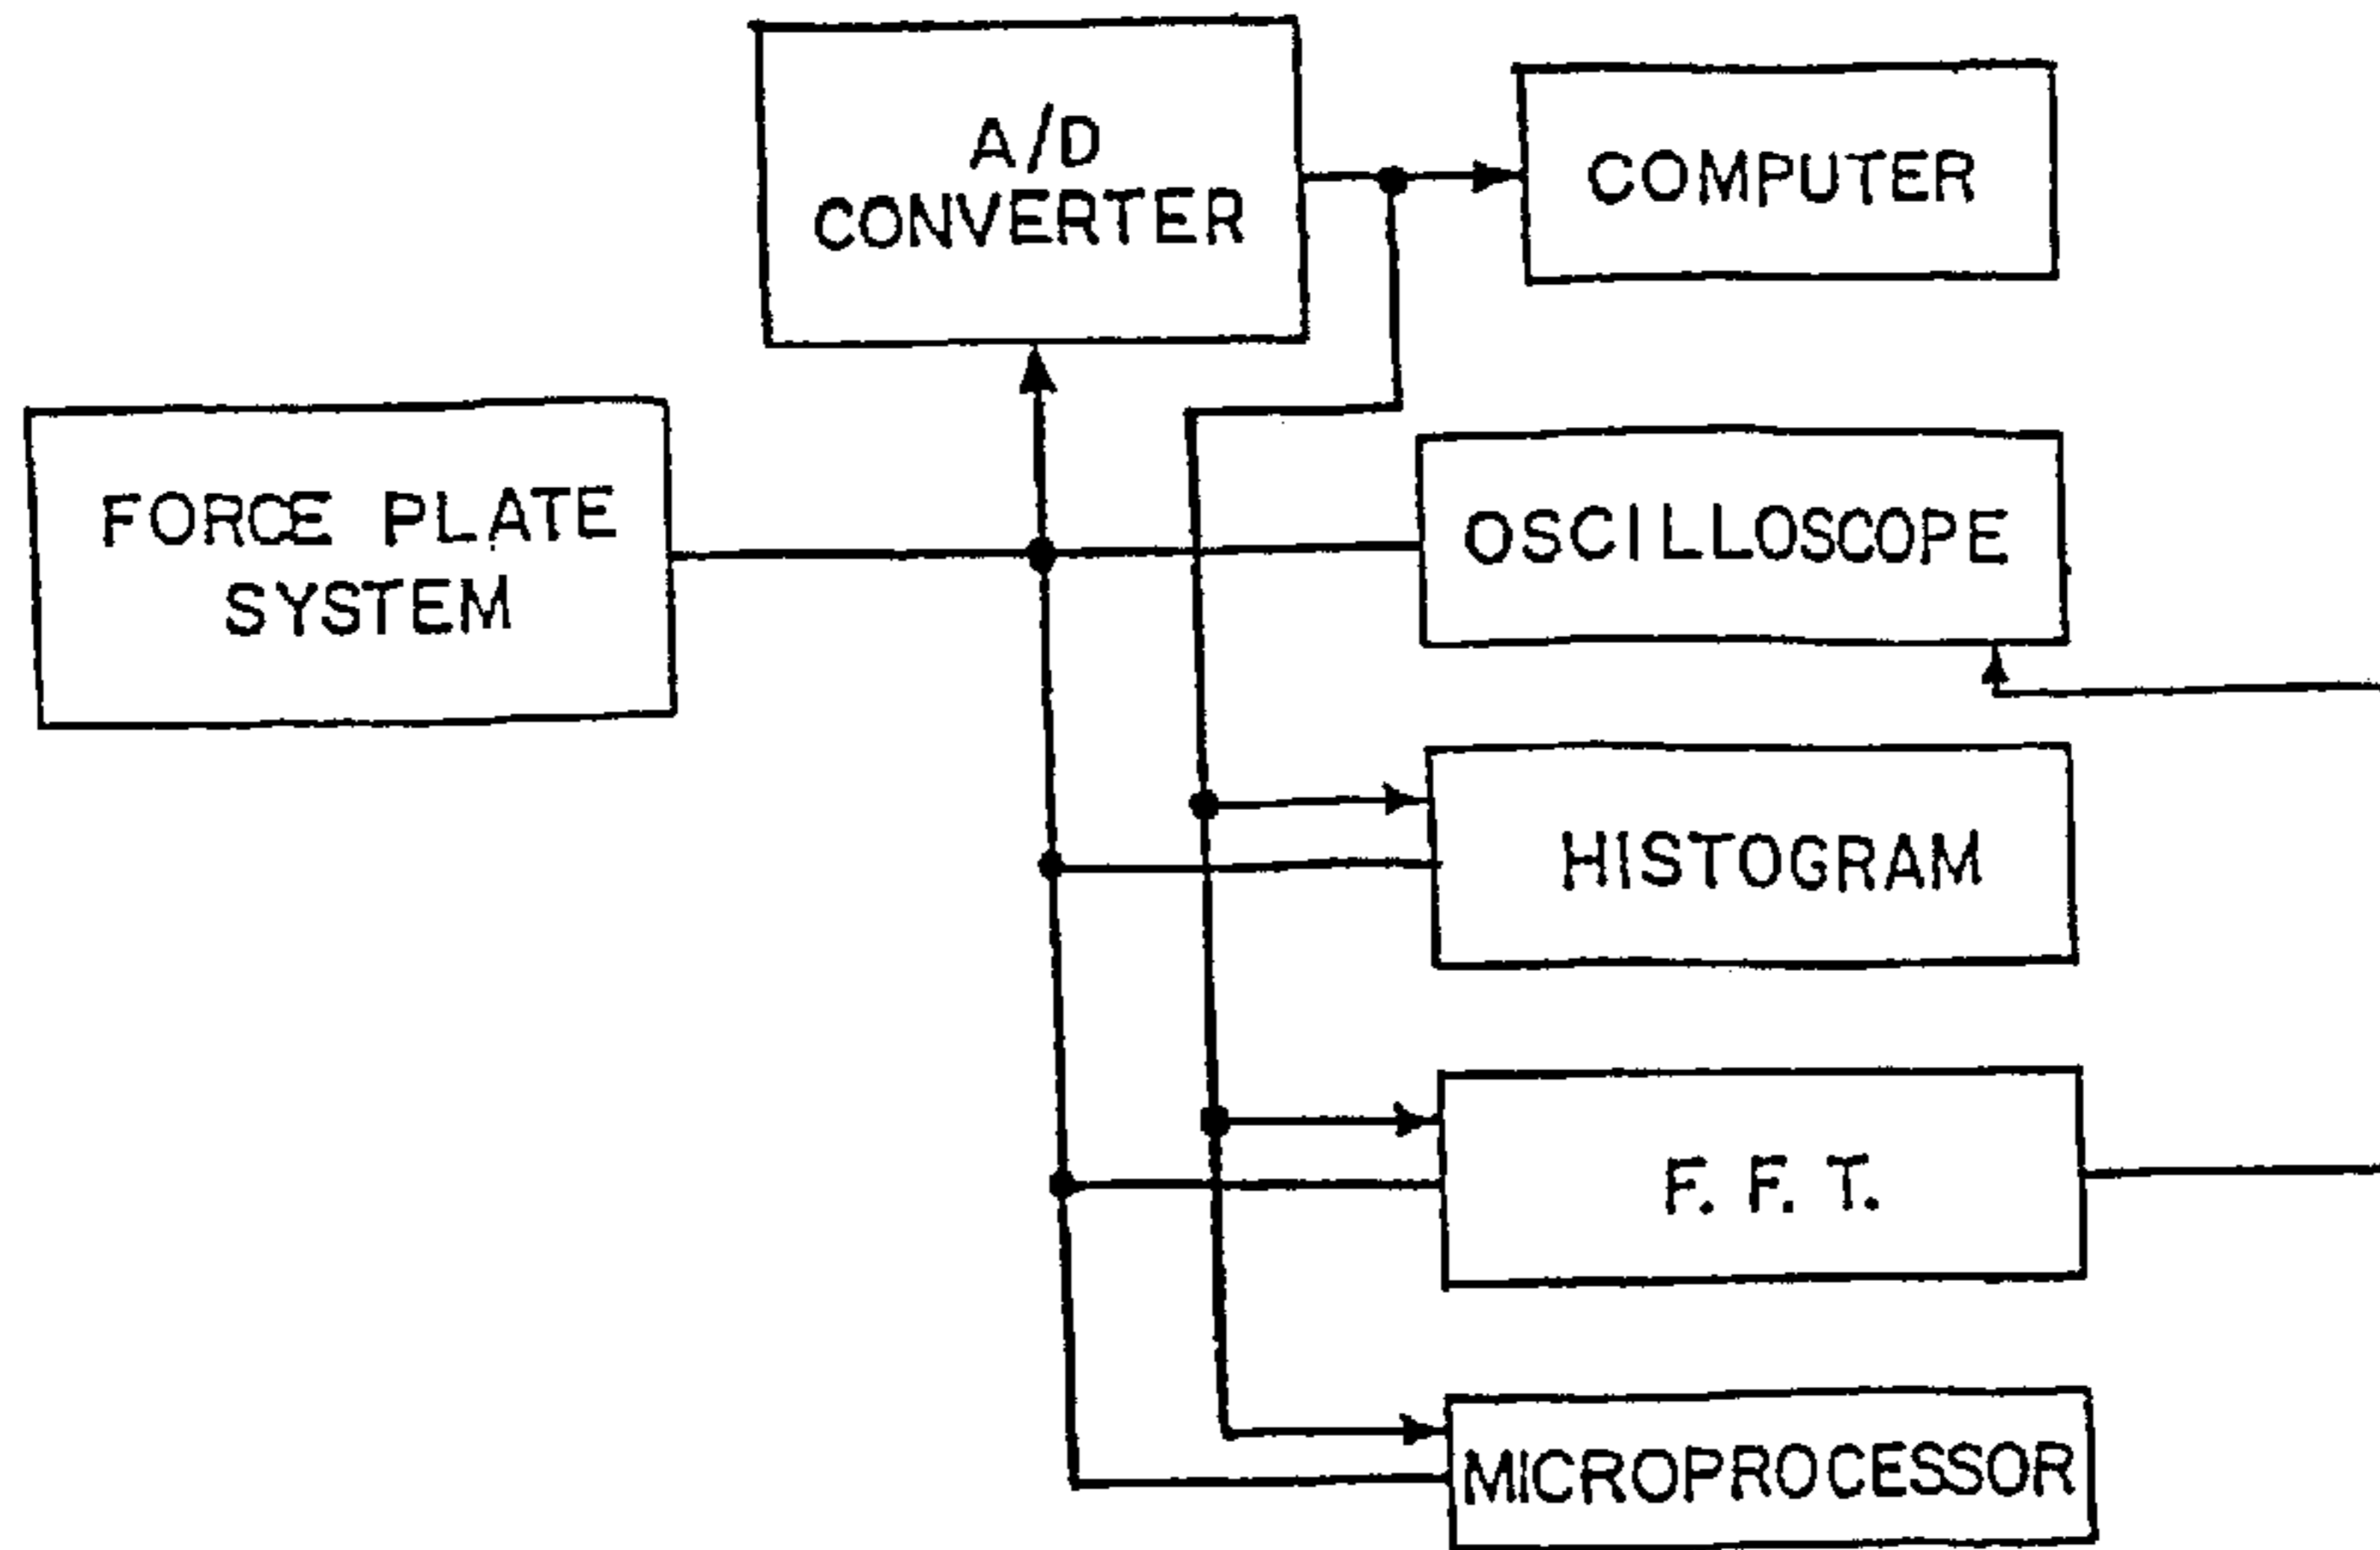 A/D
CONVERTER
COMPUTER
FORCE PLATE
SYSTEM
OSCILLOSCOPE
HISTOGRAM
F. F. T.
MICROPROCESSOR